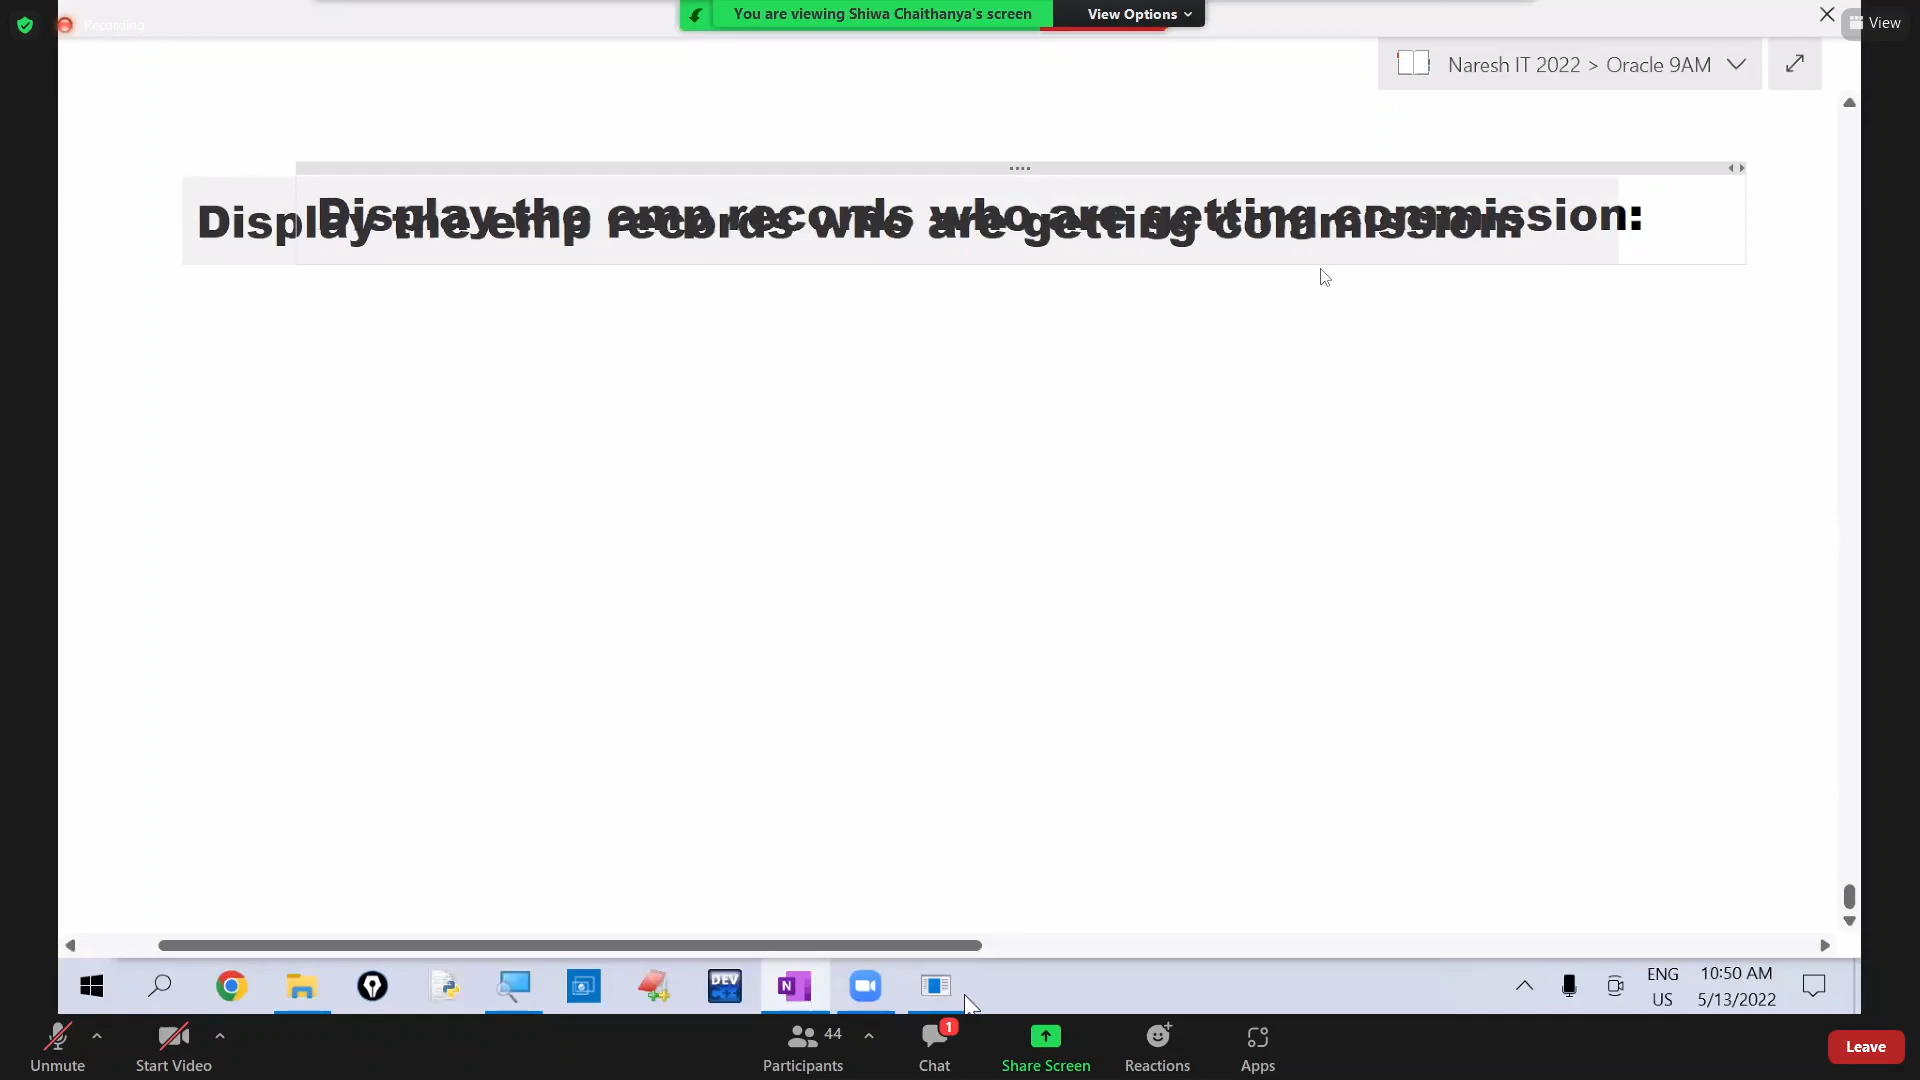 Recording
You are viewing Shiwa Chaithanya's screen
View Options
View
Naresh IT 2022 > Oracle 9AM
Display the emp records who are getting commission:
Display the emp records who are getting commission:
DEV
N
ENG
US
10:50 AM
5/13/2022
44
1
Unmute
Start Video
Participants
Chat
Share Screen
Reactions
Apps
Leave